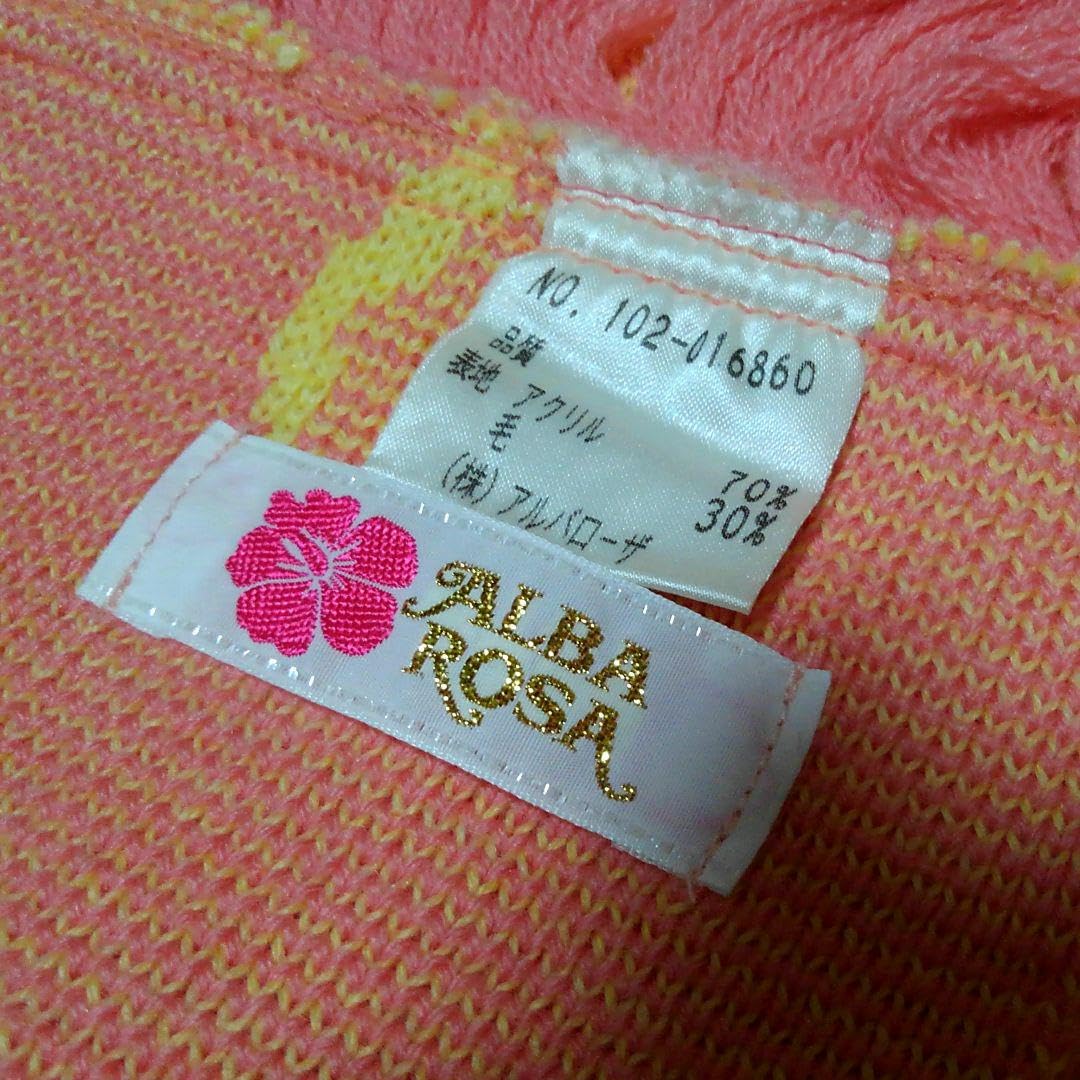 NO. 102-016860
品質
表地 アクリル 70%
毛 30%
(株)アルバローザ
ALBA
ROSA